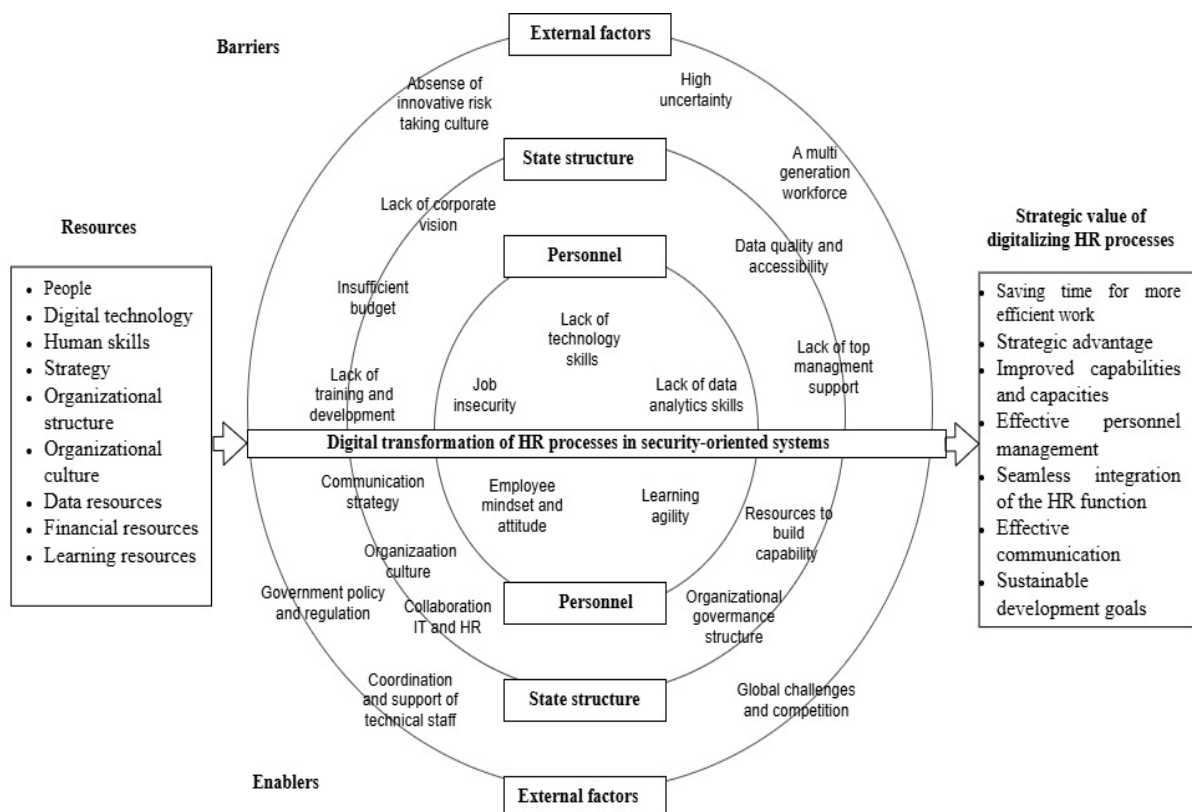 External factors
Barriers
Absense of
innovative risk
taking culture
High
uncertainty
State structure
A multi
generation
workforce
Lack of corporate
vision
Resources
Strategic value of
digitalizing HR processes
Personnel
Data quality and
accessibility
Insufficient
budget
• People
• Digital technology
• Human skills
• Strategy
• Organizational
structure
• Organizational
culture
• Data resources
• Financial resources
• Learning resources
Lack of
technology
skills
Lack of top
managment
support
Lack of
training and
development
Job
insecurity
Lack of data
analytics skills
• Saving time for more
efficient work
• Strategic advantage
• Improved capabilities
and capacities
• Effective personnel
management
• Seamless integration
of the HR function
• Effective
communication
• Sustainable
development goals
Digital transformation of HR processes in security-oriented systems
Communication
strategy
Employee
mindset and
attitude
Learning
agility
Resources to
build
capability
Organizaation
culture
Government policy
and regulation
Collaboration
IT and HR
Personnel
Organizational
govermance
structure
Coordination
and support of
technical staff
State structure
Global challenges
and competition
Enablers
External factors